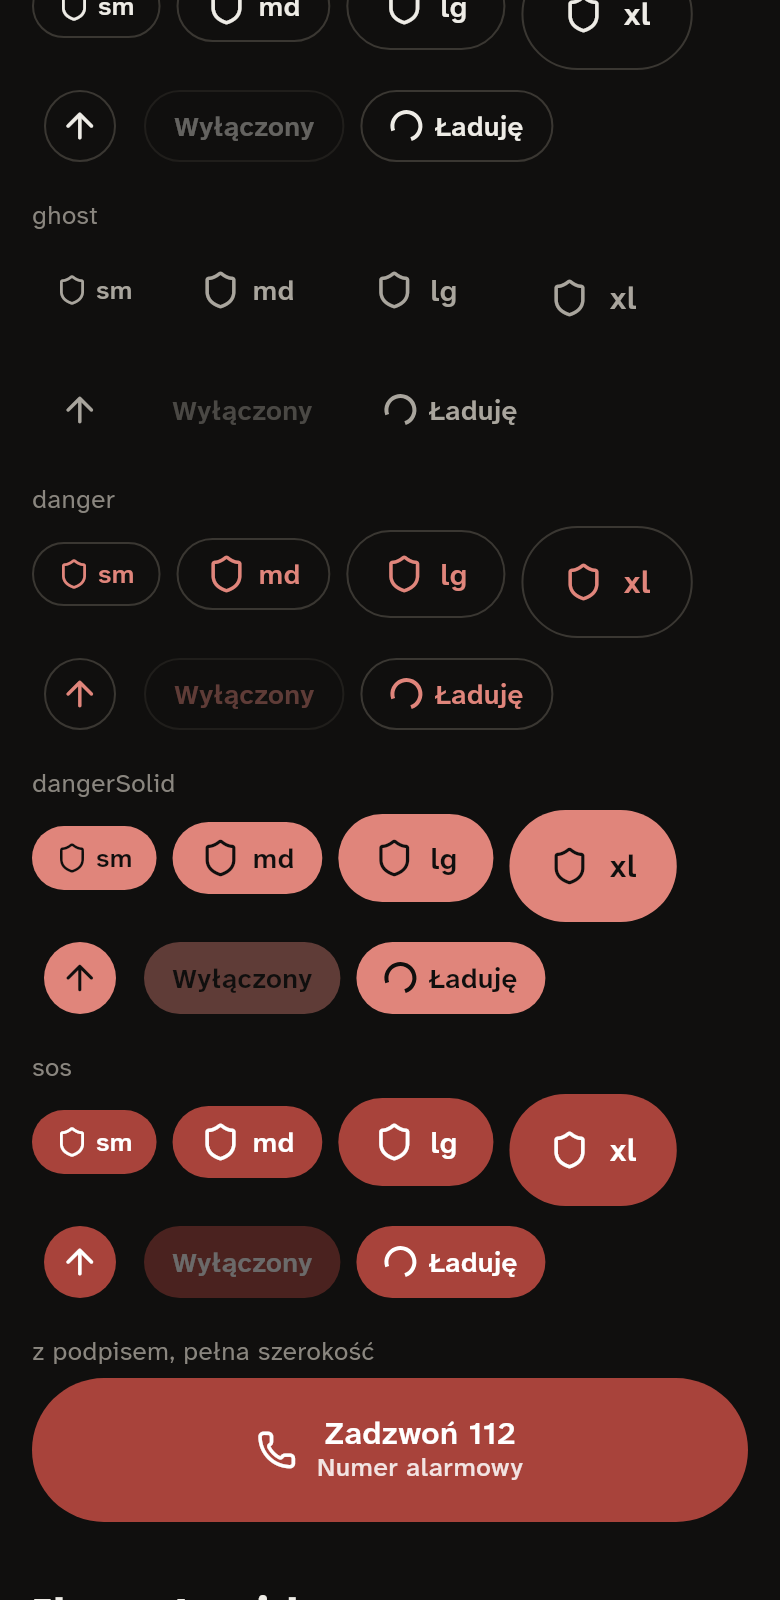 sm md lg xl
Wyłączony Ładuję
ghost
sm md lg xl
Wyłączony Ładuję
danger
sm md lg xl
Wyłączony Ładuję
dangerSolid
sm md lg xl
Wyłączony Ładuję
sos
sm md lg xl
Wyłączony Ładuję
z podpisem, pełna szerokość
Zadzwoń 112
Numer alarmowy